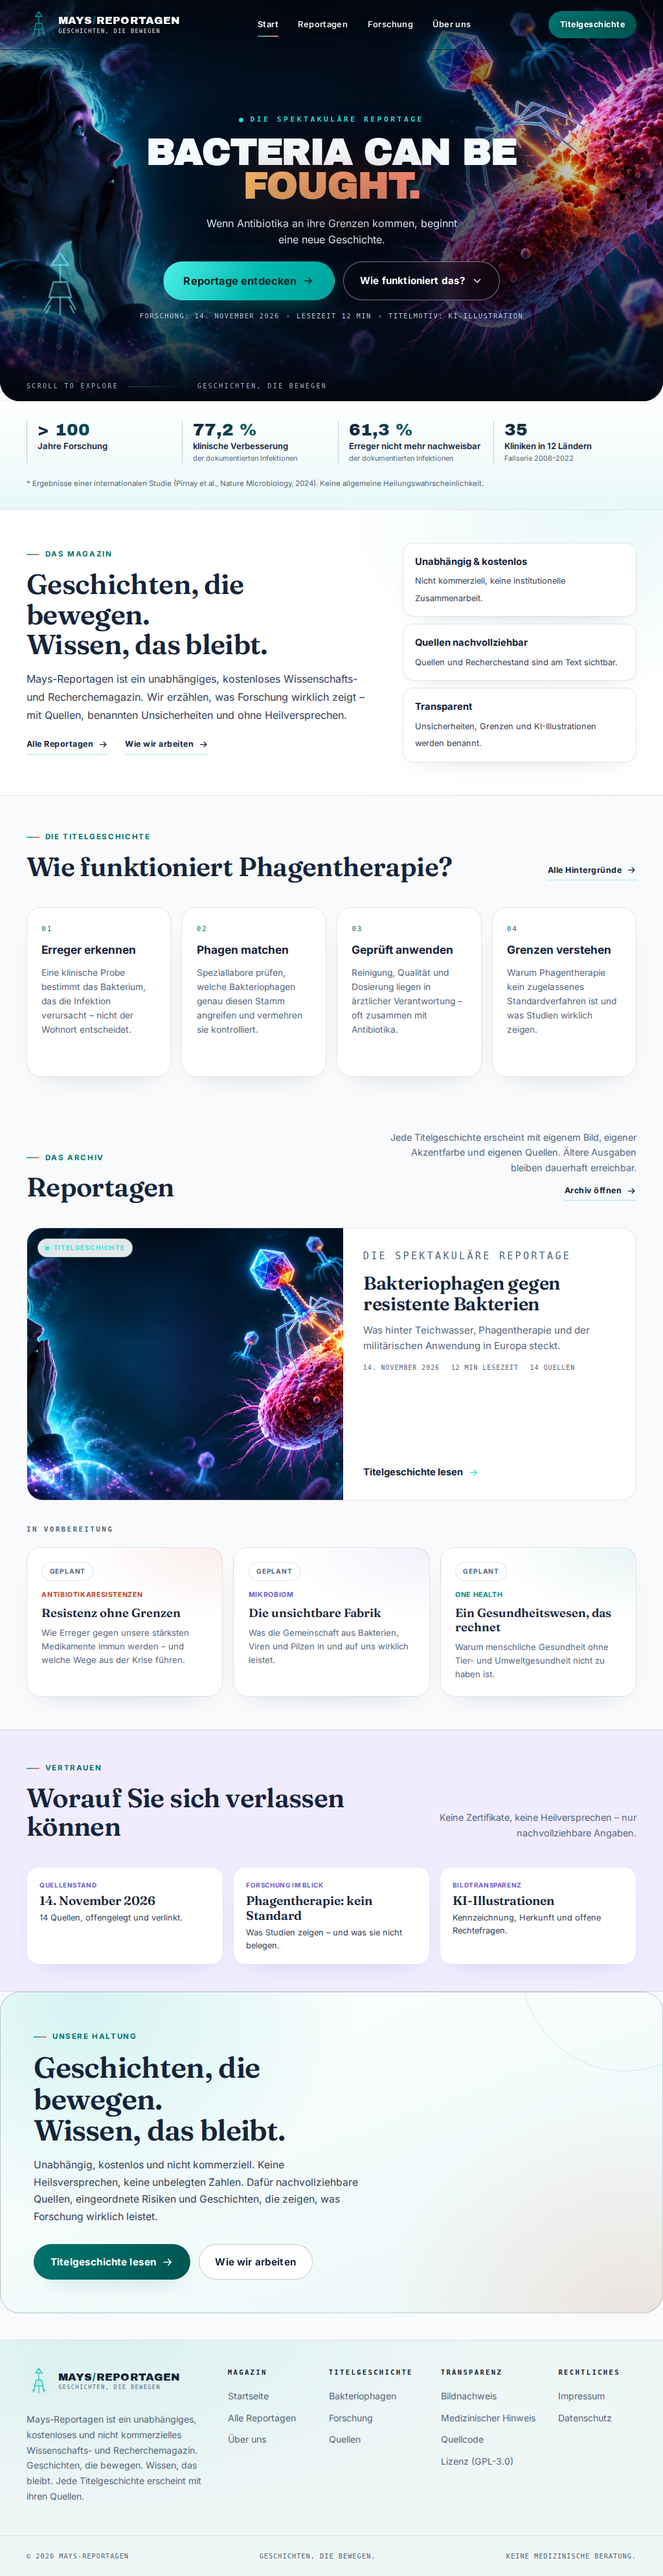 MAYS/REPORTAGEN
GESCHICHTEN, DIE BEWEGEN
Start
Reportagen
Forschung
Über uns
Titelgeschichte
DIE SPEKTAKULÄRE REPORTAGE
BACTERIA CAN BE
FOUGHT.
Wenn Antibiotika an ihre Grenzen kommen, beginnt
eine neue Geschichte.
Reportage entdecken →
Wie funktioniert das?
FORSCHUNG: 14. NOVEMBER 2026 • LESEZEIT 12 MIN • TITELMOTIV: KI-ILLUSTRATION
SCROLL TO EXPLORE
GESCHICHTEN, DIE BEWEGEN
> 100
Jahre Forschung
77,2 %
klinische Verbesserung
der dokumentierten Infektionen
61,3 %
Erreger nicht mehr nachweisbar
der dokumentierten Infektionen
35
Kliniken in 12 Ländern
Fallserie 2008–2022
* Ergebnisse einer internationalen Studie (Pirnay et al., Nature Microbiology, 2024). Keine allgemeine Heilungswahrscheinlichkeit.
DAS MAGAZIN
Geschichten, die
bewegen.
Wissen, das bleibt.
Mays-Reportagen ist ein unabhängiges, kostenloses Wissenschafts-
und Recherchemagazin. Wir erzählen, was Forschung wirklich zeigt –
mit Quellen, benannten Unsicherheiten und ohne Heilversprechen.
Alle Reportagen →
Wie wir arbeiten →
Unabhängig & kostenlos
Nicht kommerziell, keine institutionelle
Zusammenarbeit.
Quellen nachvollziehbar
Quellen und Recherchestand sind am Text sichtbar.
Transparent
Unsicherheiten, Grenzen und KI-Illustrationen
werden benannt.
DIE TITELGESCHICHTE
Wie funktioniert Phagentherapie?
Alle Hintergründe →
01
Erreger erkennen
Eine klinische Probe
bestimmt das Bakterium,
das die Infektion
verursacht – nicht der
Wohnort entscheidet.
02
Phagen matchen
Speziallabore prüfen,
welche Bakteriophagen
genau diesen Stamm
angreifen und vermehren
sie kontrolliert.
03
Geprüft anwenden
Reinigung, Qualität und
Dosierung liegen in
ärztlicher Verantwortung –
oft zusammen mit
Antibiotika.
04
Grenzen verstehen
Warum Phagentherapie
kein zugelassenes
Standardverfahren ist und
was Studien wirklich
zeigen.
DAS ARCHIV
Reportagen
Jede Titelgeschichte erscheint mit eigenem Bild, eigener
Akzentfarbe und eigenen Quellen. Ältere Ausgaben
bleiben dauerhaft erreichbar.
Archiv öffnen →
TITELGESCHICHTE
DIE SPEKTAKULÄRE REPORTAGE
Bakteriophagen gegen
resistente Bakterien
Was hinter Teichwasser, Phagentherapie und der
militärischen Anwendung in Europa steckt.
14. NOVEMBER 2026 12 MIN LESEZEIT 14 QUELLEN
Titelgeschichte lesen →
IN VORBEREITUNG
GEPLANT
ANTIBIOTIKARESISTENZEN
Resistenz ohne Grenzen
Wie Erreger gegen unsere stärksten
Medikamente immun werden – und
welche Wege aus der Krise führen.
GEPLANT
MIKROBIOM
Die unsichtbare Fabrik
Was die Gemeinschaft aus Bakterien,
Viren und Pilzen in und auf uns wirklich
leistet.
GEPLANT
ONE HEALTH
Ein Gesundheitswesen, das
rechnet
Warum menschliche Gesundheit ohne
Tier- und Umweltgesundheit nicht zu
haben ist.
VERTRAUEN
Worauf Sie sich verlassen
können
Keine Zertifikate, keine Heilversprechen – nur
nachvollziehbare Angaben.
QUELLENSTAND
14. November 2026
14 Quellen, offengelegt und verlinkt.
FORSCHUNG IM BLICK
Phagentherapie: kein
Standard
Was Studien zeigen – und was sie nicht
belegen.
BILDTRANSPARENZ
KI-Illustrationen
Kennzeichnung, Herkunft und offene
Rechtefragen.
UNSERE HALTUNG
Geschichten, die
bewegen.
Wissen, das bleibt.
Unabhängig, kostenlos und nicht kommerziell. Keine
Heilsversprechen, keine unbelegten Zahlen. Dafür nachvollziehbare
Quellen, eingeordnete Risiken und Geschichten, die zeigen, was
Forschung wirklich leistet.
Titelgeschichte lesen →
Wie wir arbeiten
MAYS/REPORTAGEN
GESCHICHTEN, DIE BEWEGEN
Mays-Reportagen ist ein unabhängiges,
kostenloses und nicht kommerzielles
Wissenschafts- und Recherchemagazin.
Geschichten, die bewegen. Wissen, das
bleibt. Jede Titelgeschichte erscheint mit
ihren Quellen.
MAGAZIN
Startseite
Alle Reportagen
Über uns
TITELGESCHICHTE
Bakteriophagen
Forschung
Quellen
TRANSPARENZ
Bildnachweis
Medizinischer Hinweis
Quellcode
Lizenz (GPL-3.0)
RECHTLICHES
Impressum
Datenschutz
© 2026 MAYS-REPORTAGEN
GESCHICHTEN, DIE BEWEGEN.
KEINE MEDIZINISCHE BERATUNG.